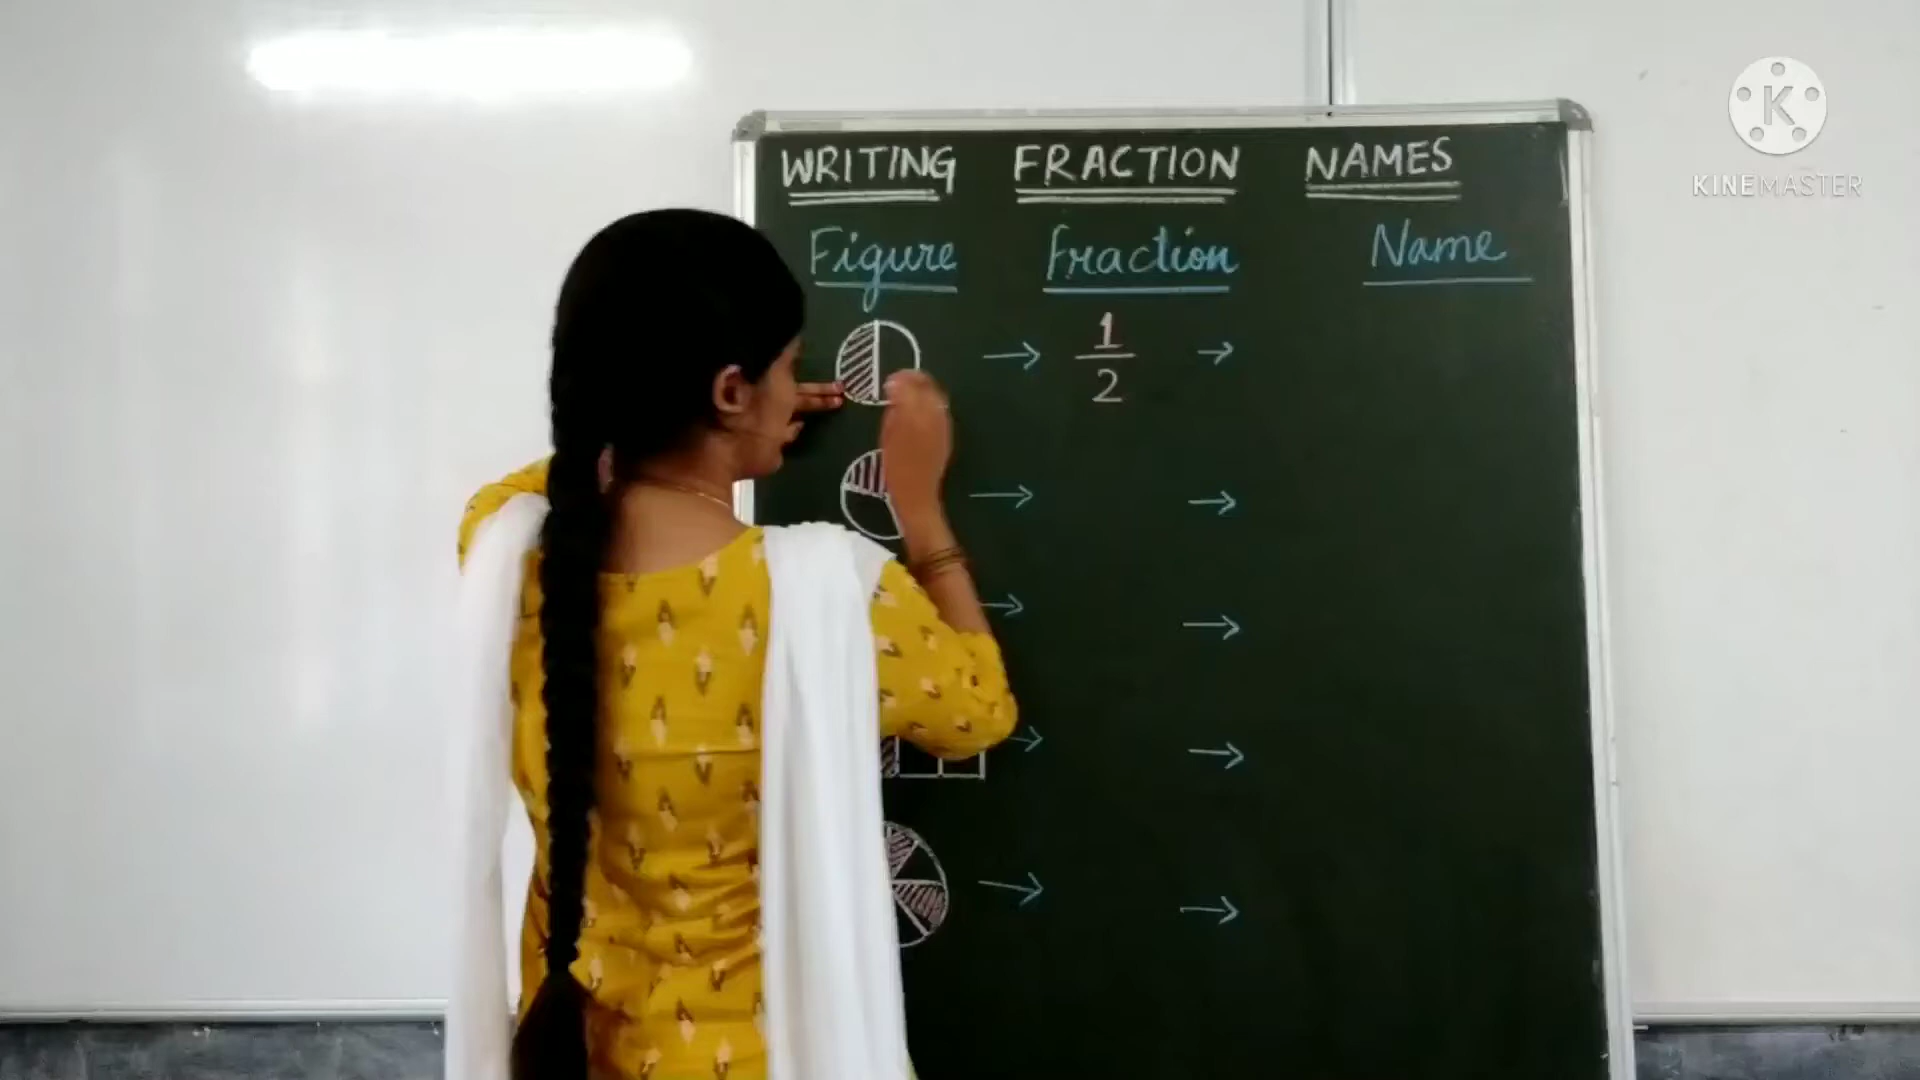 WRITING FRACTION NAMES
Figure Fraction Name
→ 1/2 →
→ →
→ →
→ →
→ →
K
KINEMASTER